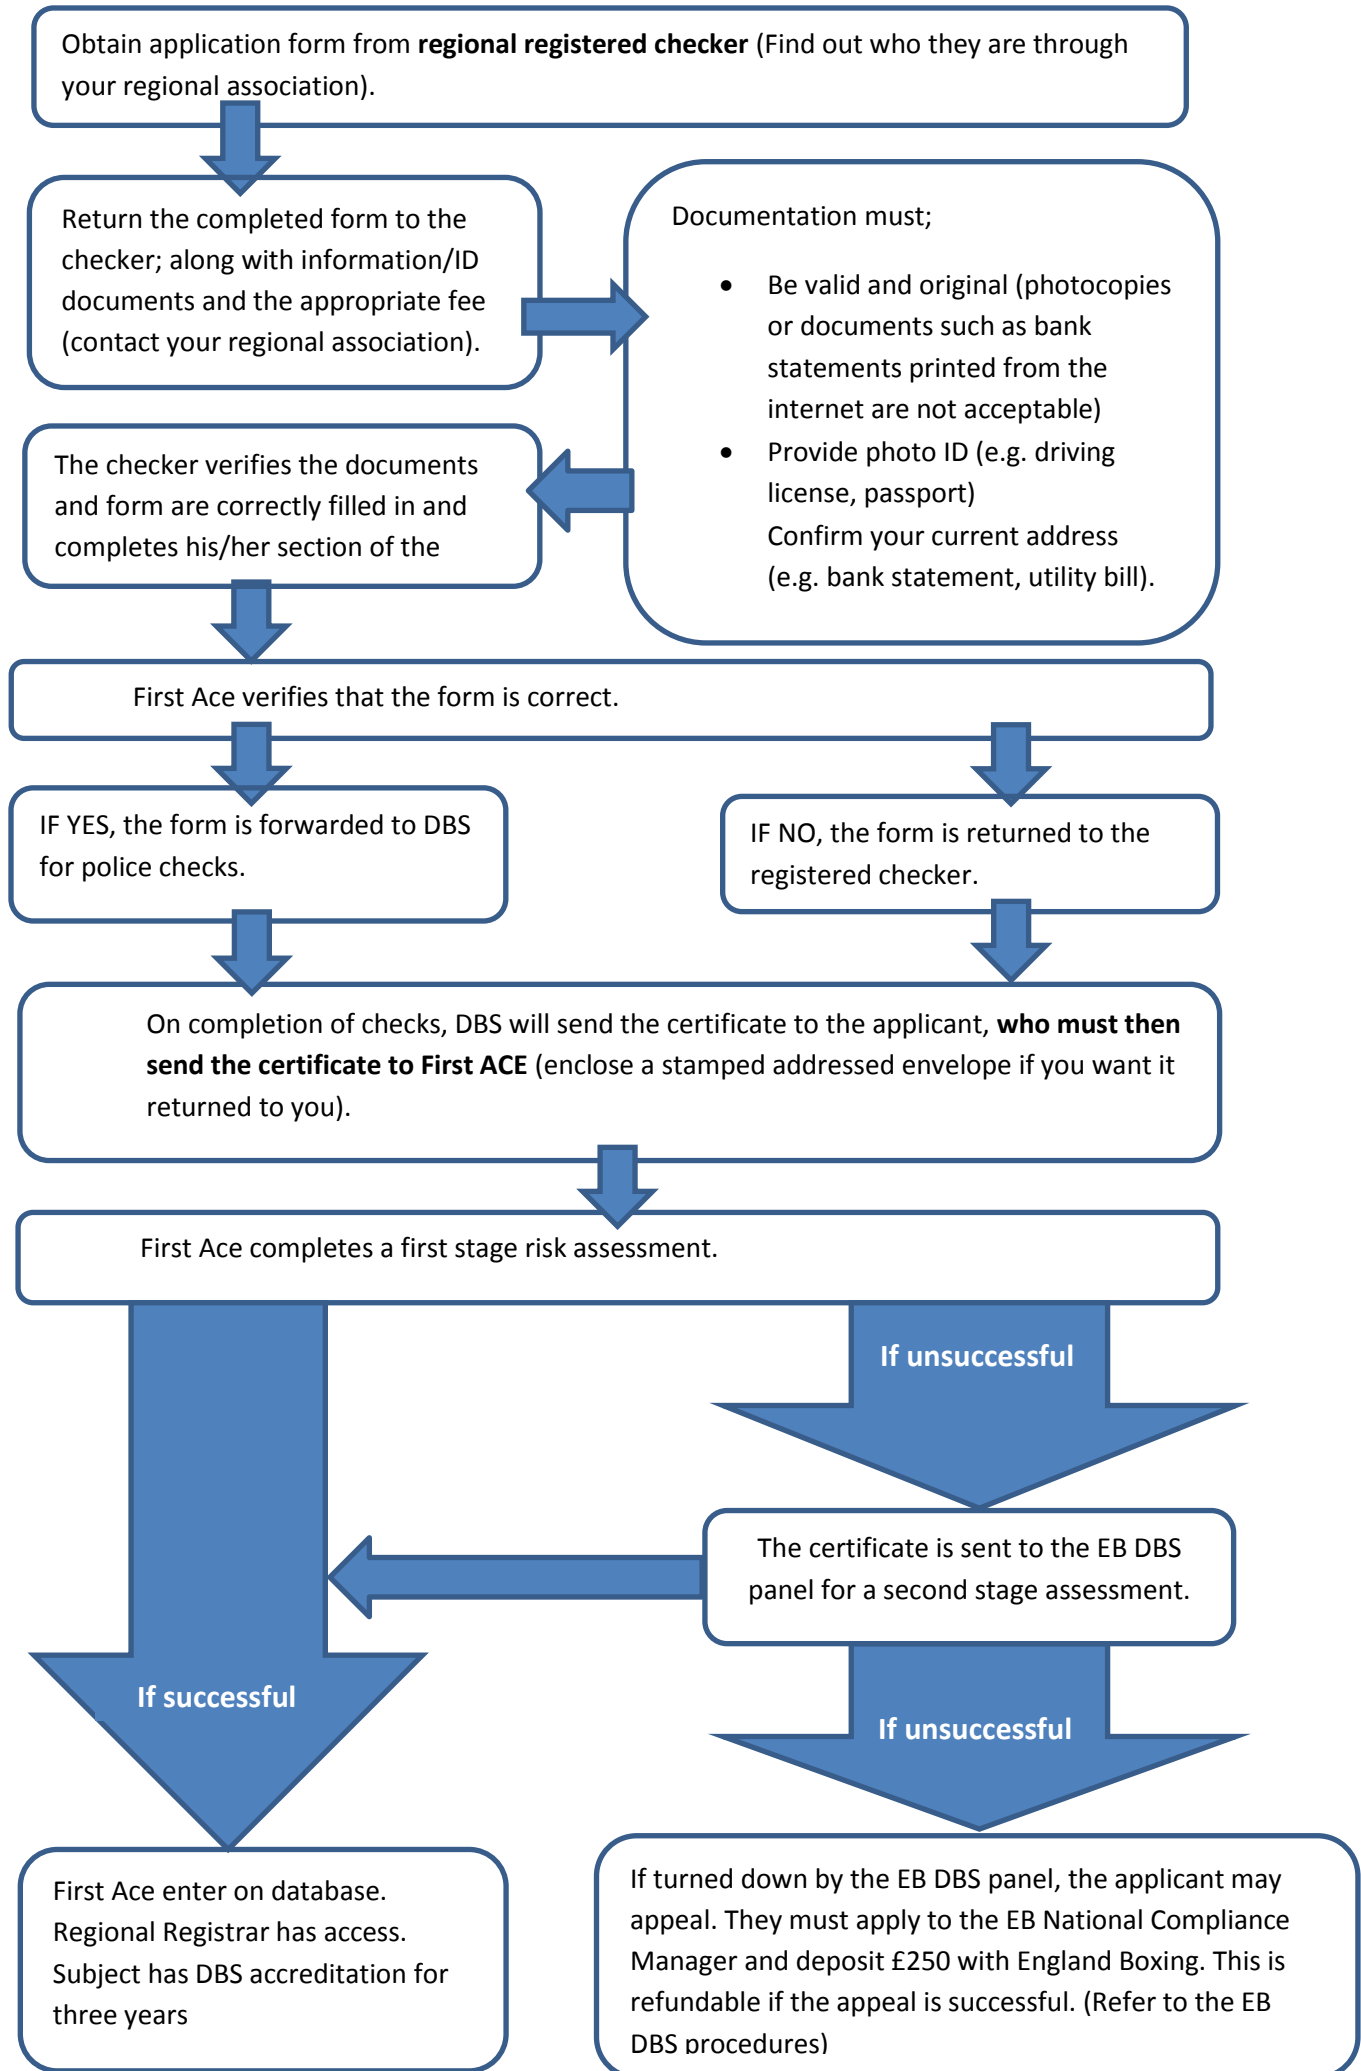 Obtain application form from regional registered checker (Find out who they are through
your regional association).
Return the completed form to the
checker; along with information/ID
documents and the appropriate fee
(contact your regional association).
Documentation must;
• Be valid and original (photocopies
or documents such as bank
statements printed from the
internet are not acceptable)
• Provide photo ID (e.g. driving
license, passport)
Confirm your current address
(e.g. bank statement, utility bill).
The checker verifies the documents
and form are correctly filled in and
completes his/her section of the
First Ace verifies that the form is correct.
IF YES, the form is forwarded to DBS
for police checks.
IF NO, the form is returned to the
registered checker.
On completion of checks, DBS will send the certificate to the applicant, who must then
send the certificate to First ACE (enclose a stamped addressed envelope if you want it
returned to you).
First Ace completes a first stage risk assessment.
If unsuccessful
The certificate is sent to the EB DBS
panel for a second stage assessment.
If successful
If unsuccessful
First Ace enter on database.
Regional Registrar has access.
Subject has DBS accreditation for
three years
If turned down by the EB DBS panel, the applicant may
appeal. They must apply to the EB National Compliance
Manager and deposit £250 with England Boxing. This is
refundable if the appeal is successful. (Refer to the EB
DBS procedures)